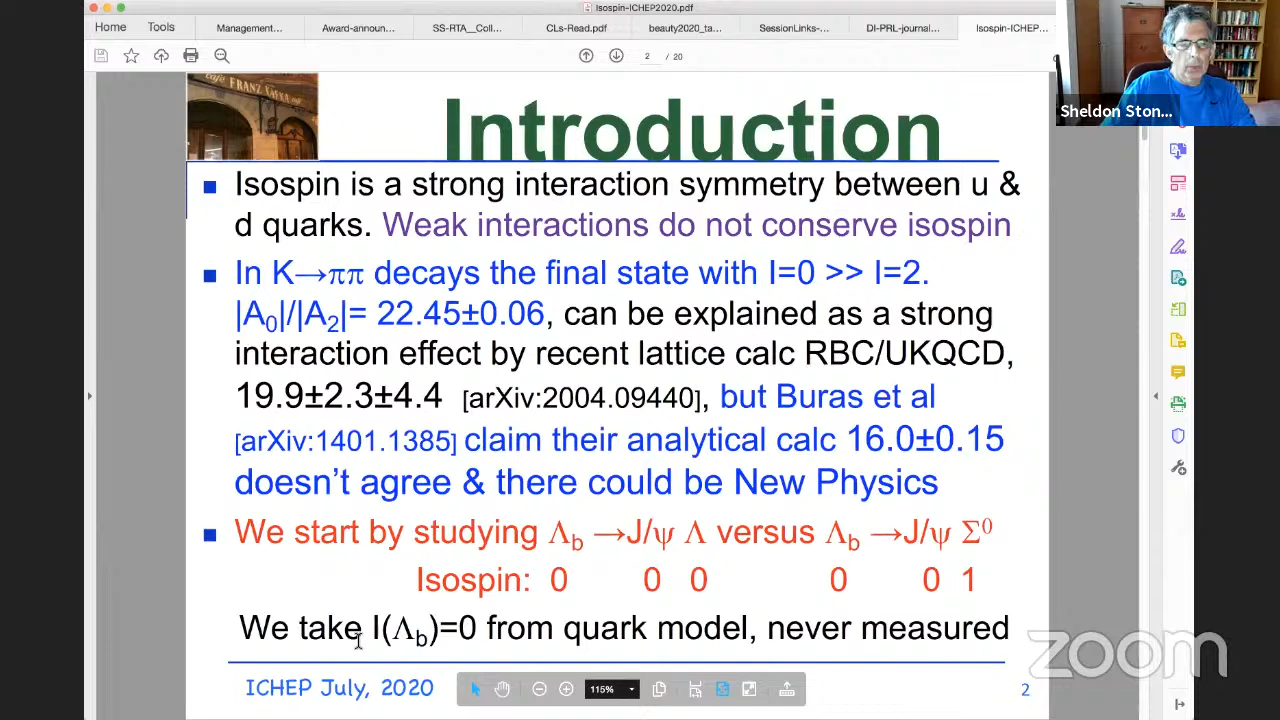 Isospin-ICHEP2020.pdf
Home Tools Management... Award-announ... SS-RTA__Coll... CLs-Read.pdf beauty2020_ta... SessionLinks-... DI-PRL-journal... Isospin-ICHEP...
2 / 20
Sheldon Ston...
café FRANZ KAFKA
Introduction
■ Isospin is a strong interaction symmetry between u &
d quarks. Weak interactions do not conserve isospin
■ In K→ππ decays the final state with I=0 >> I=2.
|A₀|/|A₂|= 22.45±0.06, can be explained as a strong
interaction effect by recent lattice calc RBC/UKQCD,
19.9±2.3±4.4 [arXiv:2004.09440], but Buras et al
[arXiv:1401.1385] claim their analytical calc 16.0±0.15
doesn’t agree & there could be New Physics
■ We start by studying Λb →J/ψ Λ versus Λb →J/ψ Σ⁰
Isospin: 0 0 0 0 0 1
We take I(Λb)=0 from quark model, never measured
ICHEP July, 2020
115%
2
zoom